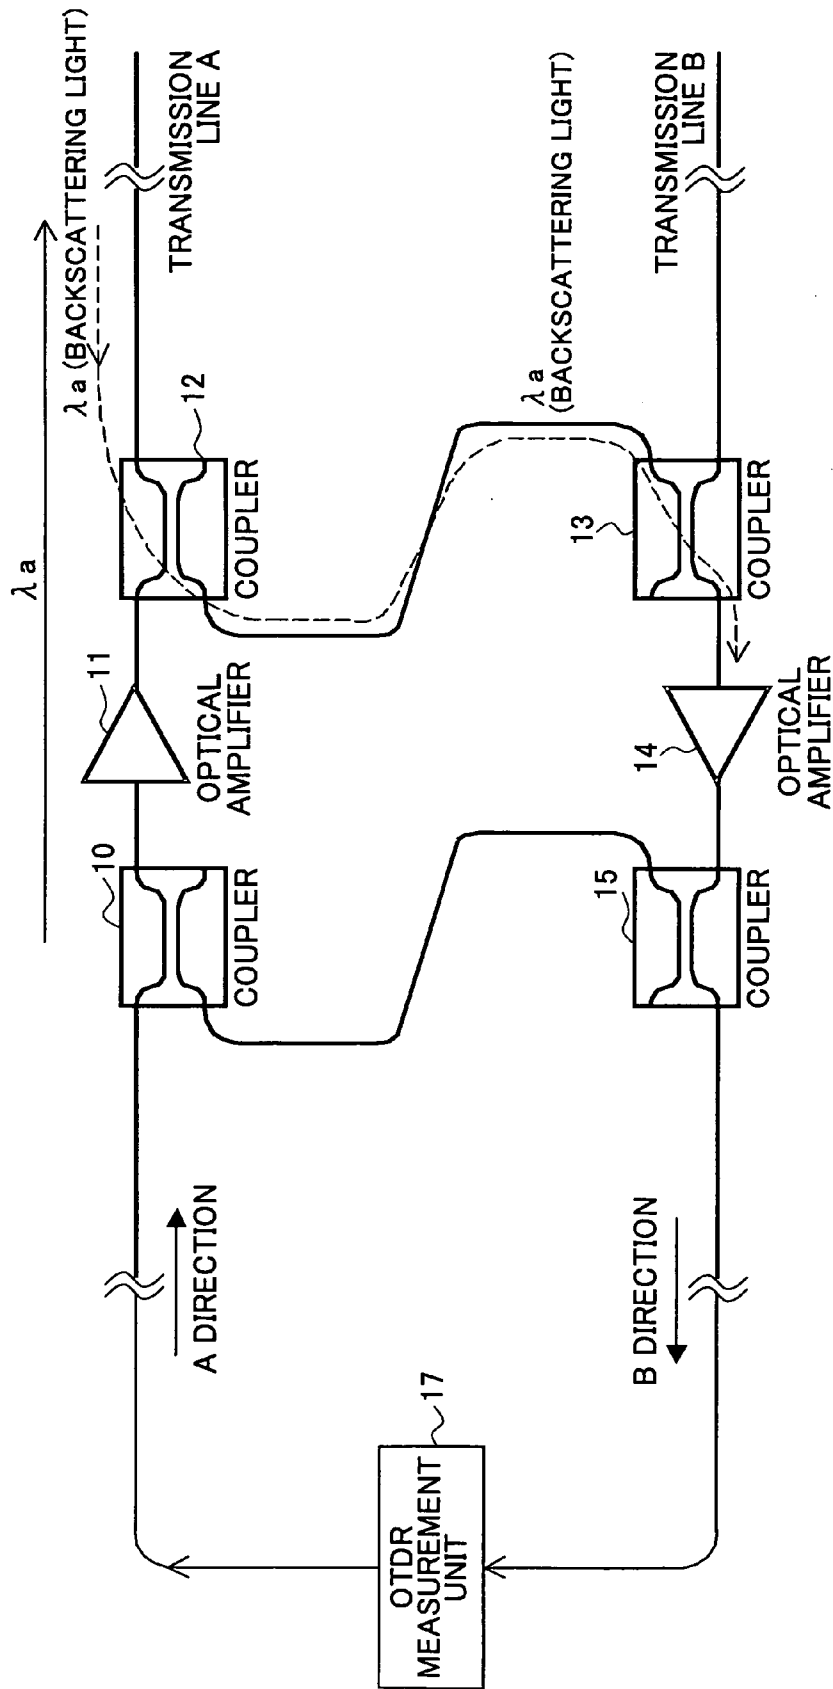 λa
λa (BACKSCATTERING LIGHT)
10
11
12
COUPLER
OPTICAL
AMPLIFIER
COUPLER
TRANSMISSION
LINE A
A DIRECTION
17
OTDR
MEASUREMENT
UNIT
λa
(BACKSCATTERING LIGHT)
B DIRECTION
15
14
13
COUPLER
OPTICAL
AMPLIFIER
COUPLER
TRANSMISSION
LINE B